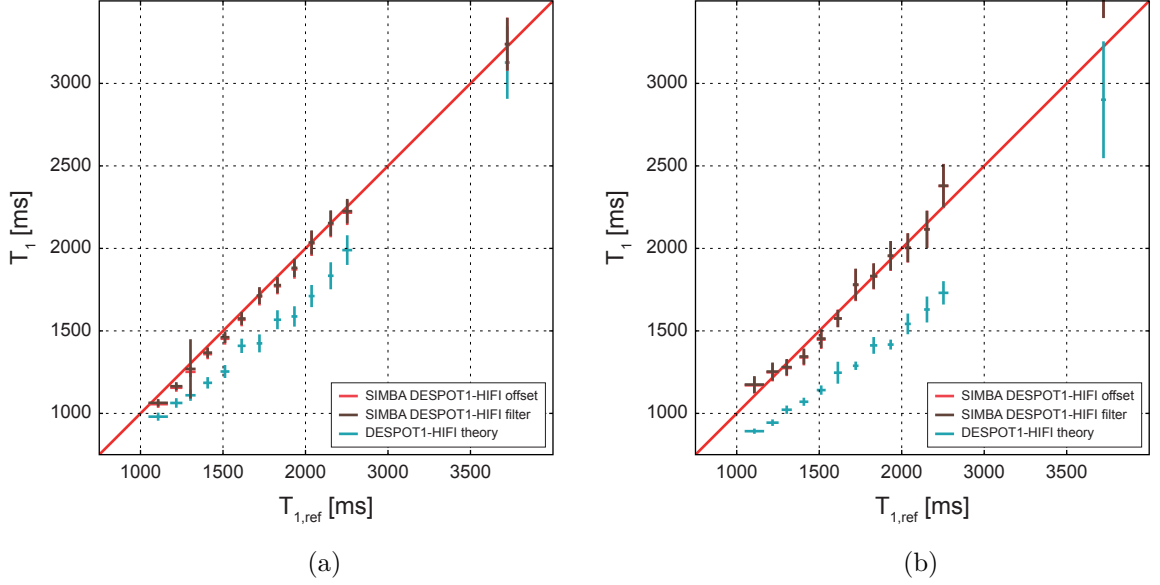 3000
2500
2000
1500
1000
T1 [ms]
1000 1500 2000 2500 3000 3500
T1,ref [ms]
SIMBA DESPOT1-HIFI offset
SIMBA DESPOT1-HIFI filter
DESPOT1-HIFI theory
(a)
3000
2500
2000
1500
1000
T1 [ms]
1000 1500 2000 2500 3000 3500
T1,ref [ms]
SIMBA DESPOT1-HIFI offset
SIMBA DESPOT1-HIFI filter
DESPOT1-HIFI theory
(b)